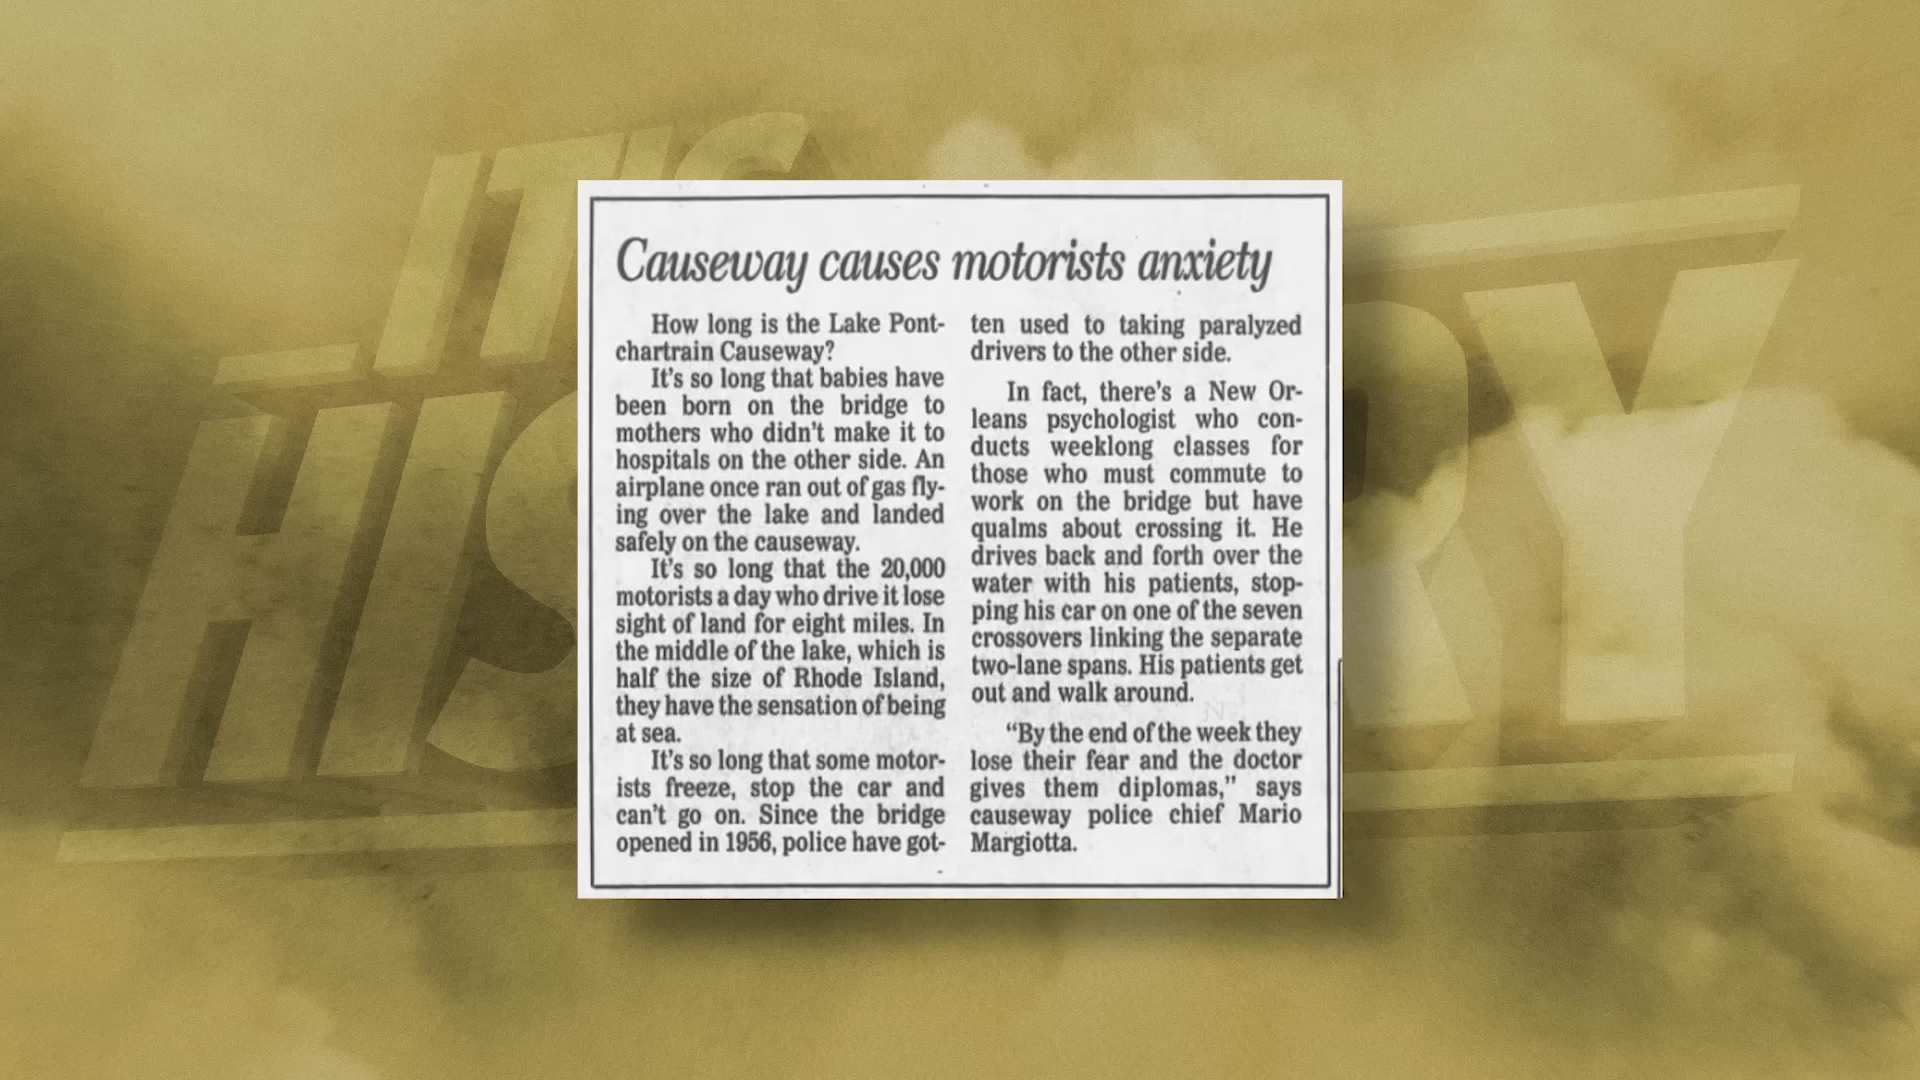 IT'S
HISTORY
Causeway causes motorists anxiety
How long is the Lake Pont-
chartrain Causeway?
It's so long that babies have
been born on the bridge to
mothers who didn't make it to
hospitals on the other side. An
airplane once ran out of gas fly-
ing over the lake and landed
safely on the causeway.
It's so long that the 20,000
motorists a day who drive it lose
sight of land for eight miles. In
the middle of the lake, which is
half the size of Rhode Island,
they have the sensation of being
at sea.
It's so long that some motor-
ists freeze, stop the car and
can't go on. Since the bridge
opened in 1956, police have got-
ten used to taking paralyzed
drivers to the other side.
In fact, there's a New Or-
leans psychologist who con-
ducts weeklong classes for
those who must commute to
work on the bridge but have
qualms about crossing it. He
drives back and forth over the
water with his patients, stop-
ping his car on one of the seven
crossovers linking the separate
two-lane spans. His patients get
out and walk around.
“By the end of the week they
lose their fear and the doctor
gives them diplomas,” says
causeway police chief Mario
Margiotta.